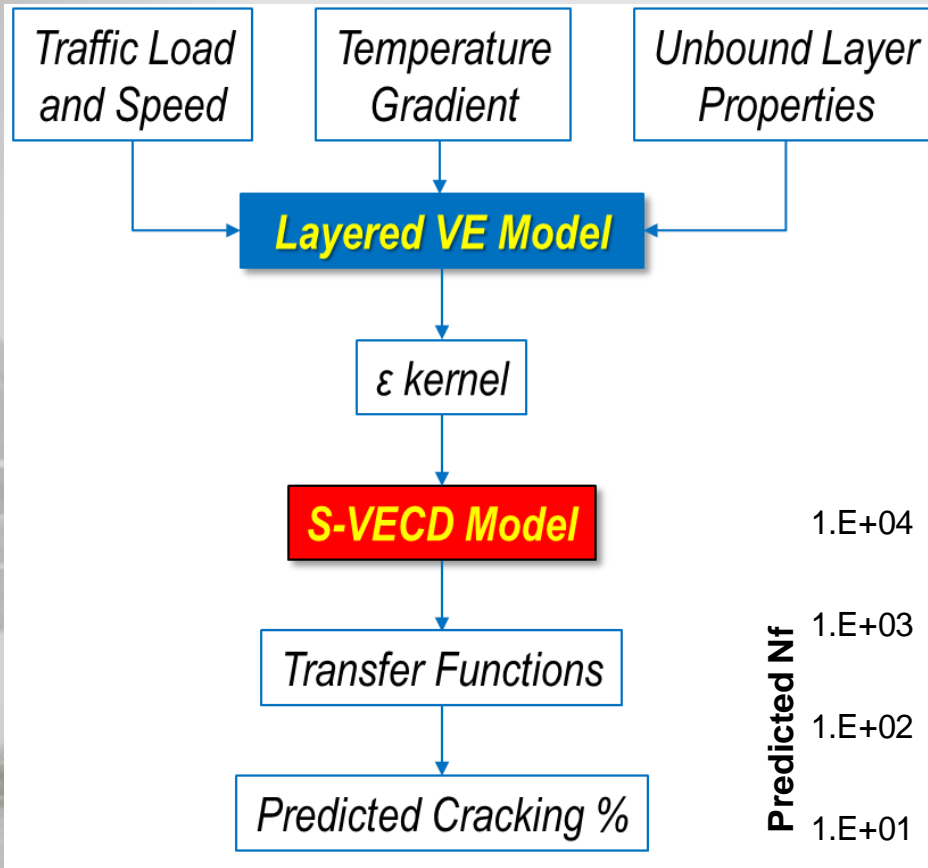 Traffic Load
and Speed
Temperature
Gradient
Unbound Layer
Properties
Layered VE Model
ε kernel
S-VECD Model
Transfer Functions
Predicted Cracking %
Predicted Nf
1.E+04
1.E+03
1.E+02
1.E+01